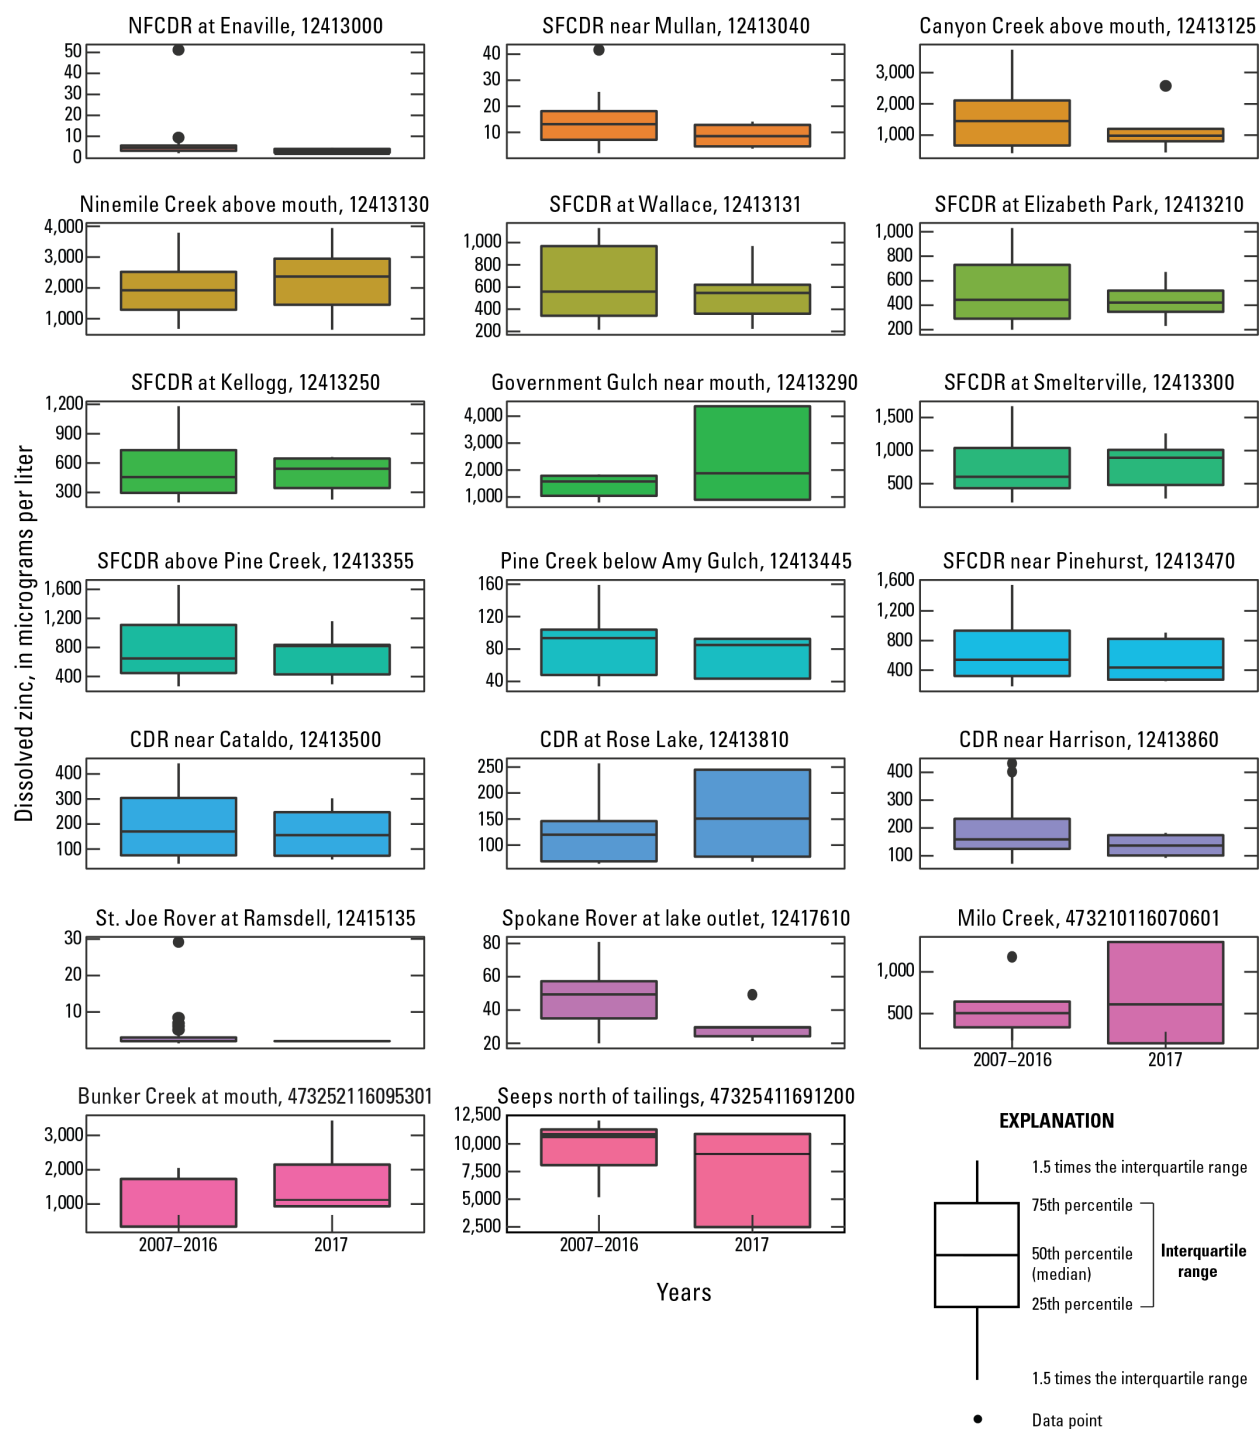 NFCDR at Enaville, 12413000
SFCDR near Mullan, 12413040
Canyon Creek above mouth, 12413125
50
40
30
20
10
0
40
30
20
10
3,000
2,000
1,000
Ninemile Creek above mouth, 12413130
SFCDR at Wallace, 12413131
SFCDR at Elizabeth Park, 12413210
4,000
3,000
2,000
1,000
1,000
800
600
400
200
1,000
800
600
400
200
SFCDR at Kellogg, 12413250
Government Gulch near mouth, 12413290
SFCDR at Smelterville, 12413300
1,200
900
600
300
4,000
3,000
2,000
1,000
1,500
1,000
500
Dissolved zinc, in micrograms per liter
SFCDR above Pine Creek, 12413355
Pine Creek below Amy Gulch, 12413445
SFCDR near Pinehurst, 12413470
1,600
1,200
800
400
160
120
80
40
1,600
1,200
800
400
CDR near Cataldo, 12413500
CDR at Rose Lake, 12413810
CDR near Harrison, 12413860
400
300
200
100
250
200
150
100
400
300
200
100
St. Joe Rover at Ramsdell, 12415135
Spokane Rover at lake outlet, 12417610
Milo Creek, 473210116070601
30
20
10
80
60
40
20
1,000
500
2007–2016
2017
Bunker Creek at mouth, 473252116095301
Seeps north of tailings, 47325411691200
3,000
2,000
1,000
12,500
10,000
7,500
5,000
2,500
2007–2016
2017
2007–2016
2017
Years
EXPLANATION
1.5 times the interquartile range
75th percentile
50th percentile
(median)
Interquartile
range
25th percentile
1.5 times the interquartile range
Data point